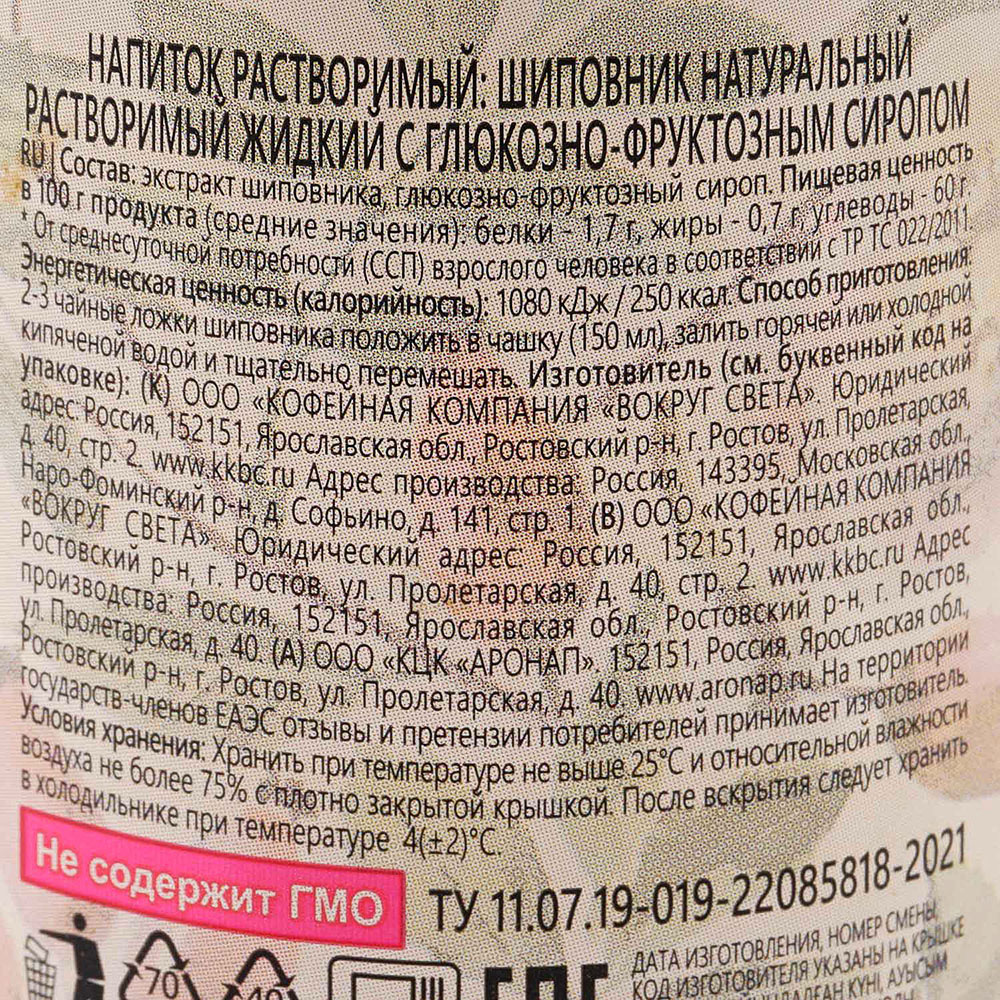 НАПИТОК РАСТВОРИМЫЙ: ШИПОВНИК НАТУРАЛЬНЫЙ
РАСТВОРИМЫЙ ЖИДКИЙ С ГЛЮКОЗНО-ФРУКТОЗНЫМ СИРОПОМ
RU | Состав: экстракт шиповника, глюкозно-фруктозный сироп. Пищевая ценность
в 100 г продукта (средние значения): белки - 1,7 г, жиры - 0,7 г, углеводы - 60 г.
* От среднесуточной потребности (ССП) взрослого человека в соответствии с ТР ТС 022/2011.
Энергетическая ценность (калорийность): 1080 кДж / 250 ккал. Способ приготовления:
2-3 чайные ложки шиповника положить в чашку (150 мл), залить горячей или холодной
кипяченой водой и тщательно перемешать. Изготовитель (см. буквенный код на
упаковке): (К) ООО «КОФЕЙНАЯ КОМПАНИЯ «ВОКРУГ СВЕТА». Юридический
адрес: Россия, 152151, Ярославская обл., Ростовский р-н, г. Ростов, ул. Пролетарская,
д. 40, стр. 2. www.kkbc.ru Адрес производства: Россия, 143395, Московская обл.,
Наро-Фоминский р-н, д. Софьино, д. 141, стр. 1. (В) ООО «КОФЕЙНАЯ КОМПАНИЯ
«ВОКРУГ СВЕТА». Юридический адрес: Россия, 152151, Ярославская обл.,
Ростовский р-н, г. Ростов, ул. Пролетарская, д. 40, стр. 2. www.kkbc.ru Адрес
производства: Россия, 152151, Ярославская обл., Ростовский р-н, г. Ростов,
ул. Пролетарская, д. 40. (А) ООО «КЦК «АРОНАП». 152151, Россия, Ярославская обл.,
Ростовский р-н, г. Ростов, ул. Пролетарская, д. 40. www.aronap.ru На территории
государств-членов ЕАЭС отзывы и претензии потребителей принимает изготовитель.
Условия хранения: Хранить при температуре не выше 25°C и относительной влажности
воздуха не более 75% с плотно закрытой крышкой. После вскрытия следует хранить
в холодильнике при температуре 4(±2)°C.
Не содержит ГМО
ТУ 11.07.19-019-22085818-2021
ДАТА ИЗГОТОВЛЕНИЯ, НОМЕР СМЕНЫ,
КОД ИЗГОТОВИТЕЛЯ УКАЗАНЫ НА КРЫШКЕ
КҮНІ, АУЫСЫМ
70
40